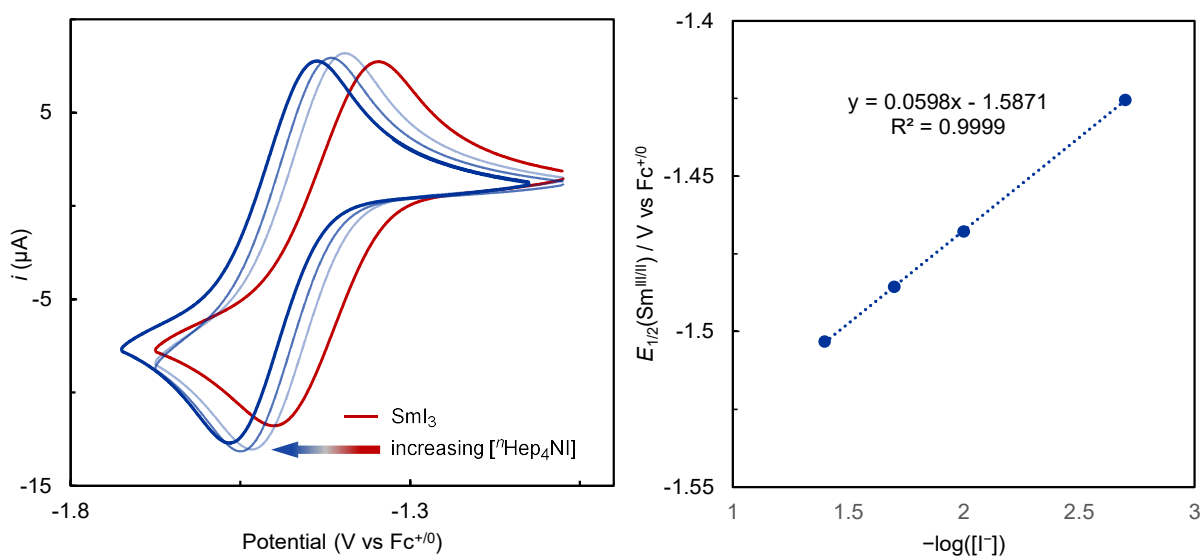 5
-5
-15
i (μA)
-1.8
-1.3
Potential (V vs Fc⁺ᐟ⁰)
SmI₃
increasing [ⁿHep₄NI]
-1.4
-1.45
-1.5
-1.55
E₁/₂(Smᴵᴵᴵ/ᴵᴵ) / V vs Fc⁺ᐟ⁰
y = 0.0598x - 1.5871
R² = 0.9999
1
1.5
2
2.5
3
−log([I⁻])